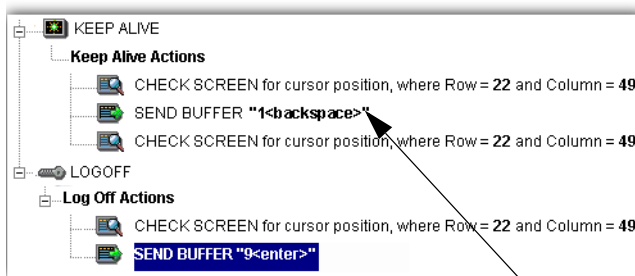 KEEP ALIVE
Keep Alive Actions
CHECK SCREEN for cursor position, where Row = 22 and Column = 49
SEND BUFFER "1<backspace>"
CHECK SCREEN for cursor position, where Row = 22 and Column = 49
LOGOFF
Log Off Actions
CHECK SCREEN for cursor position, where Row = 22 and Column = 49
SEND BUFFER "9<enter>"